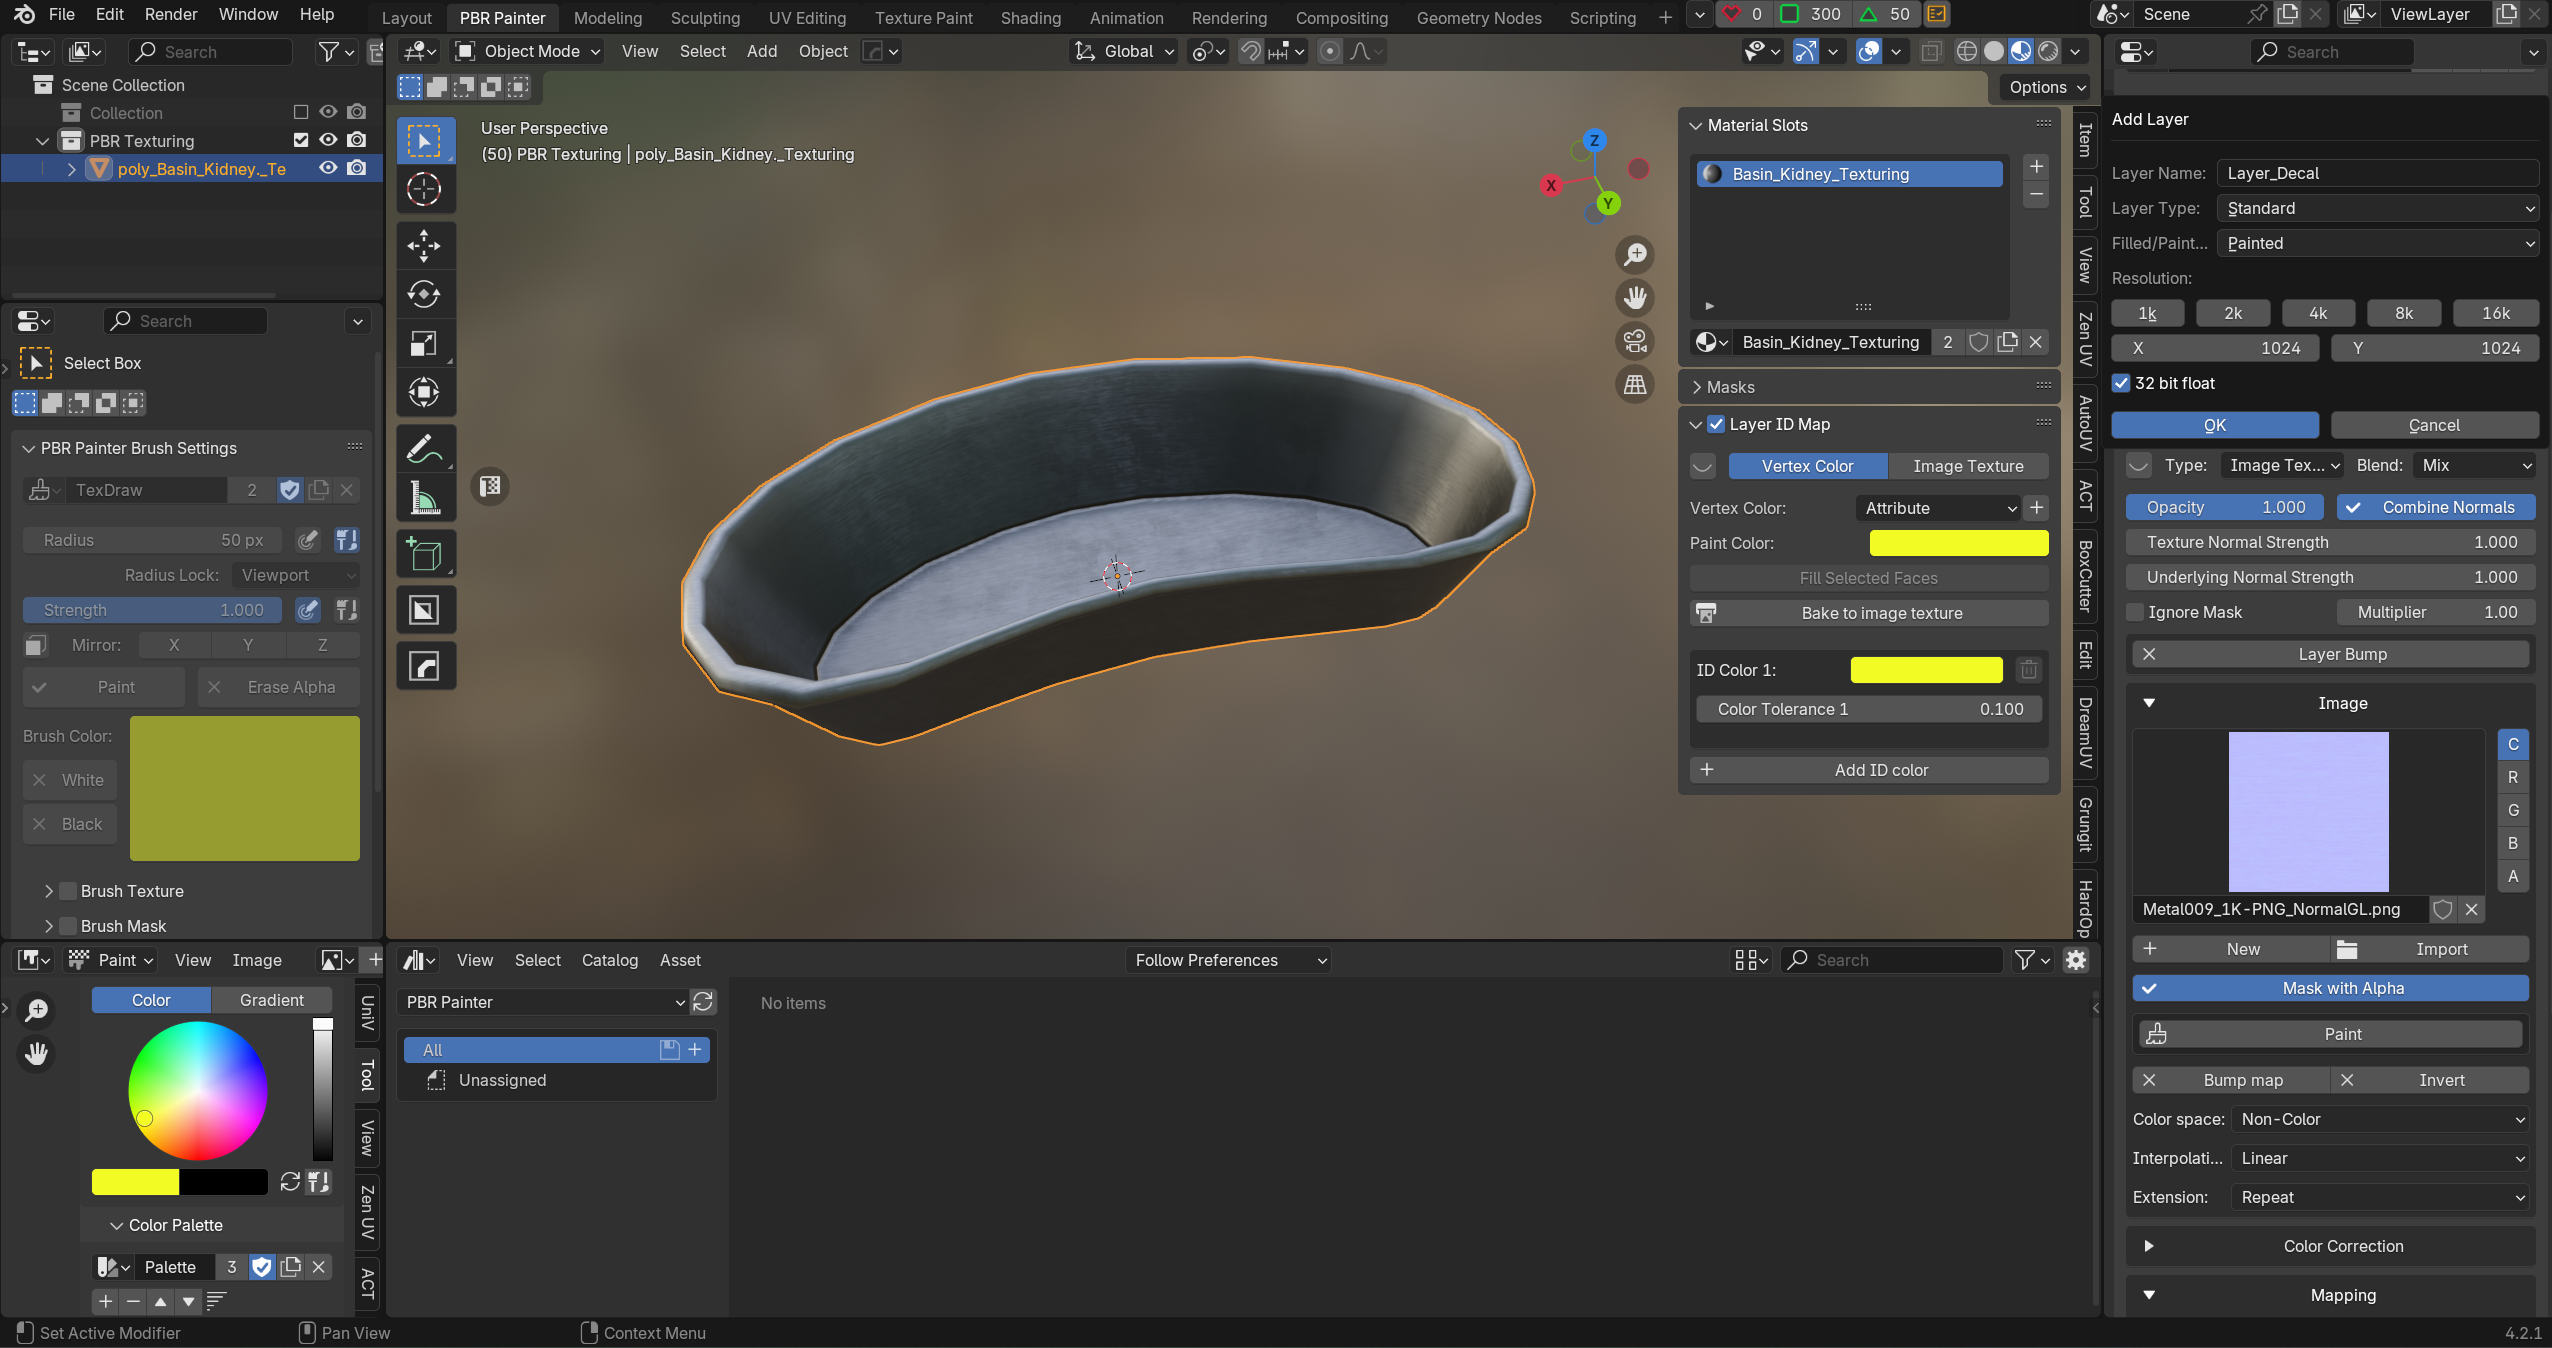 File Edit Render Window Help Layout PBR Painter Modeling Sculpting UV Editing Texture Paint Shading Animation Rendering Compositing Geometry Nodes Scripting 0 300 50 Scene ViewLayer
Search
Scene Collection
Collection
PBR Texturing
poly_Basin_Kidney._Te
Search
Select Box
PBR Painter Brush Settings
TexDraw 2
Radius 50 px
Radius Lock: Viewport
Strength 1.000
Mirror: X Y Z
Paint Erase Alpha
Brush Color:
White
Black
Brush Texture
Brush Mask
Paint View Image
Color Gradient
Color Palette
Palette 3
UniV
Tool
View
Zen UV
ACT
Object Mode View Select Add Object Global
Options
User Perspective
(50) PBR Texturing | poly_Basin_Kidney._Texturing
Z
X
Y
Material Slots
Basin_Kidney_Texturing
Basin_Kidney_Texturing 2
Masks
Layer ID Map
Vertex Color Image Texture
Vertex Color: Attribute
Paint Color:
Fill Selected Faces
Bake to image texture
ID Color 1:
Color Tolerance 1 0.100
Add ID color
Item
Tool
View
Zen UV
AutoUV
ACT
BoxCutter
Edit
DreamUV
Grungit
HardOp
View Select Catalog Asset Follow Preferences Search
PBR Painter
No items
All
Unassigned
Search
Add Layer
Layer Name: Layer_Decal
Layer Type: Standard
Filled/Paint... Painted
Resolution:
1k 2k 4k 8k 16k
X 1024 Y 1024
32 bit float
OK Cancel
Type: Image Tex... Blend: Mix
Opacity 1.000 Combine Normals
Texture Normal Strength 1.000
Underlying Normal Strength 1.000
Ignore Mask Multiplier 1.00
Layer Bump
Image
C
R
G
B
A
Metal009_1K-PNG_NormalGL.png
New Import
Mask with Alpha
Paint
Bump map Invert
Color space: Non-Color
Interpolati... Linear
Extension: Repeat
Color Correction
Mapping
Set Active Modifier Pan View Context Menu 4.2.1